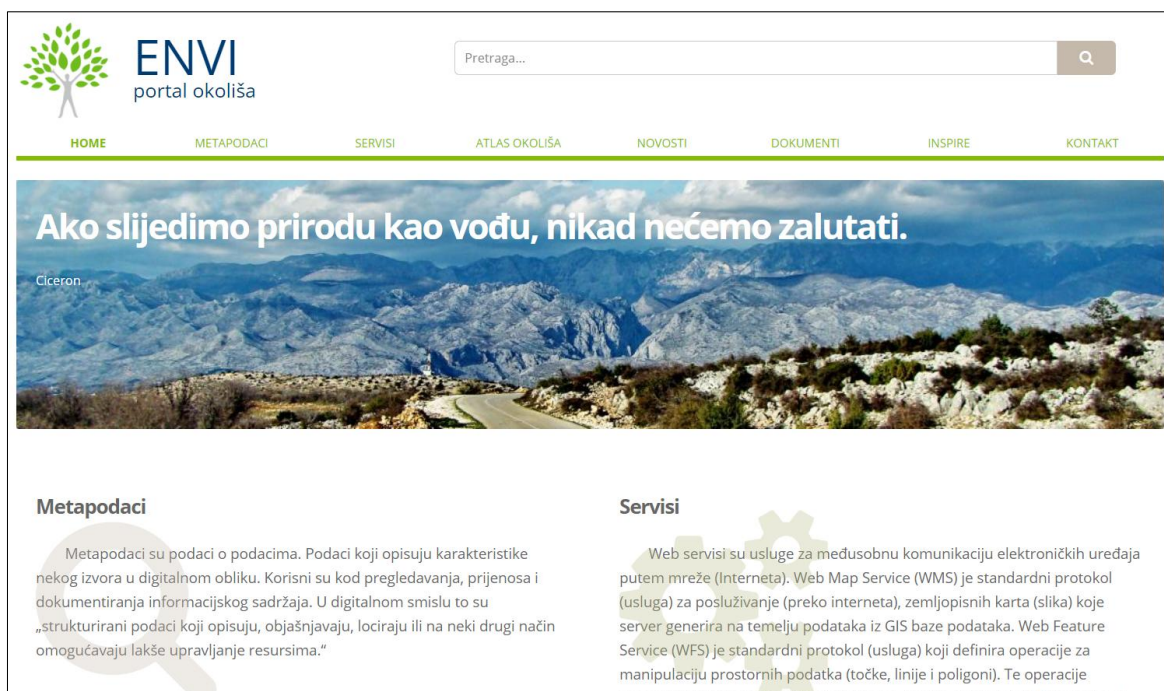 ENVI
portal okoliša
Pretraga...
HOME METAPODACI SERVISI ATLAS OKOLIŠA NOVOSTI DOKUMENTI INSPIRE KONTAKT
Ako slijedimo prirodu kao vođu, nikad nećemo zalutati.
Ciceron
Metapodaci
Metapodaci su podaci o podacima. Podaci koji opisuju karakteristike
nekog izvora u digitalnom obliku. Korisni su kod pregledavanja, prijenosa i
dokumentiranja informacijskog sadržaja. U digitalnom smislu to su
„strukturirani podaci koji opisuju, objašnjavaju, lociraju ili na neki drugi način
omogućavaju lakše upravljanje resursima.“
Servisi
Web servisi su usluge za međusobnu komunikaciju elektroničkih uređaja
putem mreže (Interneta). Web Map Service (WMS) je standardni protokol
(usluga) za posluživanje (preko interneta), zemljopisnih karta (slika) koje
server generira na temelju podataka iz GIS baze podataka. Web Feature
Service (WFS) je standardni protokol (usluga) koji definira operacije za
manipulaciju prostornih podatka (točke, linije i poligoni). Te operacije